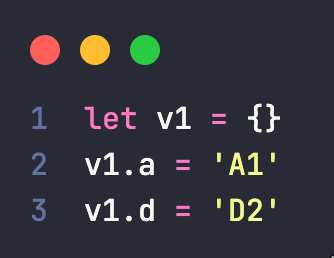 1 let v1 = {}
2 v1.a = 'A1'
3 v1.d = 'D2'